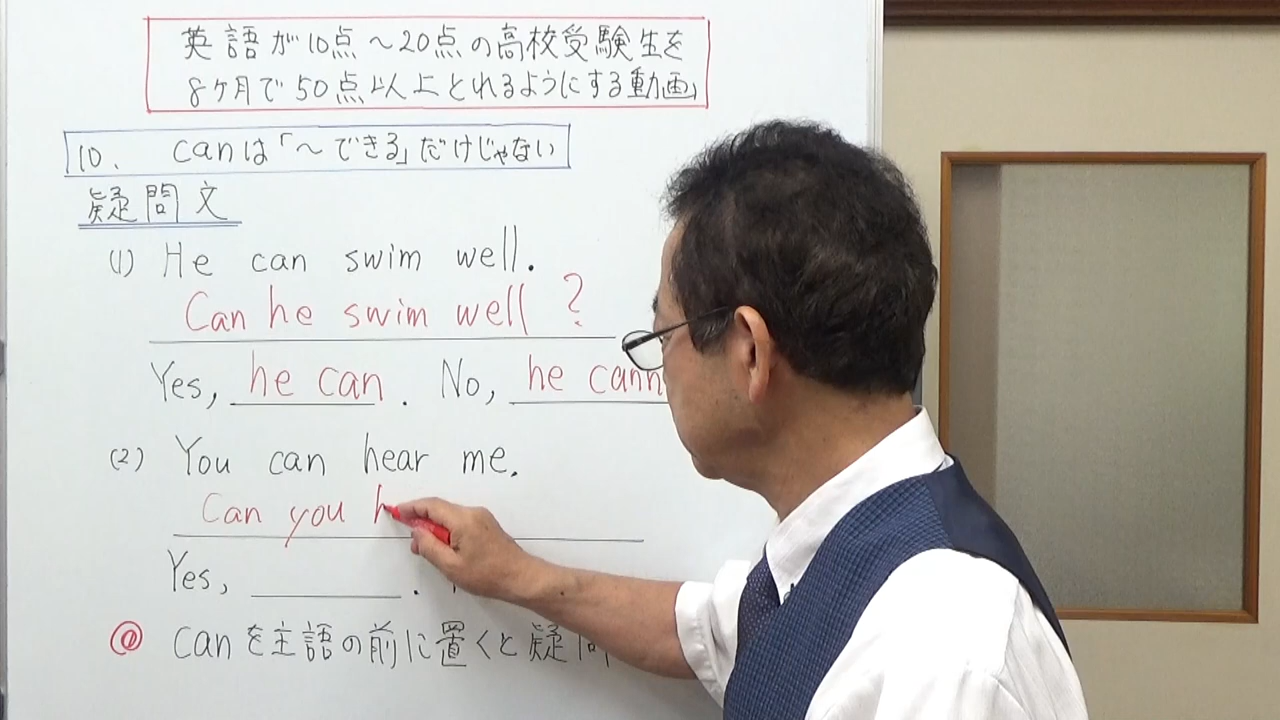 英語が10点～20点の高校受験生を
8ヶ月で50点以上とれるようにする動画」
10. canは「～できる」だけじゃない
疑問文
(1) He can swim well.
Can he swim well ?
Yes, he can . No, he cann
(2) You can hear me.
Can you h
Yes, .
@ canを主語の前に置くと疑問